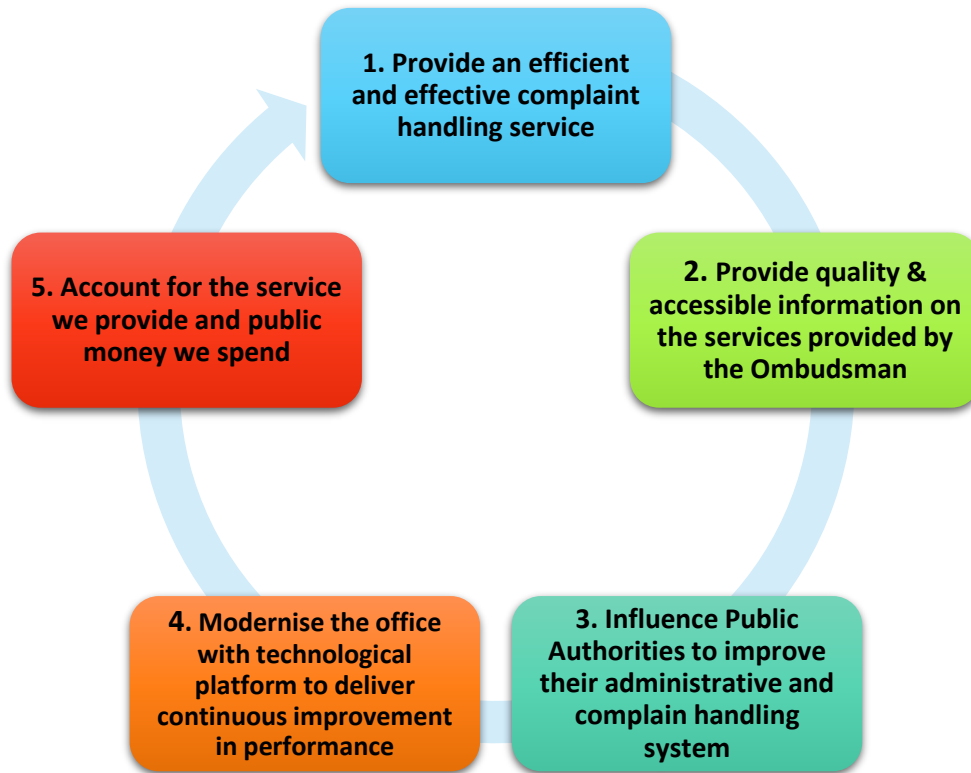 1. Provide an efficient
and effective complaint
handling service
2. Provide quality &
accessible information on
the services provided by
the Ombudsman
3. Influence Public
Authorities to improve
their administrative and
complain handling
system
4. Modernise the office
with technological
platform to deliver
continuous improvement
in performance
5. Account for the service
we provide and public
money we spend